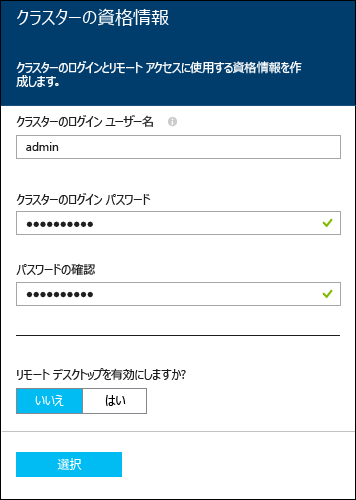 クラスターの資格情報
クラスターのログインとリモート アクセスに使用する資格情報を作
成します。
クラスターのログイン ユーザー名
admin
クラスターのログイン パスワード
●●●●●●●●●●
パスワードの確認
●●●●●●●●●●
リモート デスクトップを有効にしますか?
いいえ はい
選択